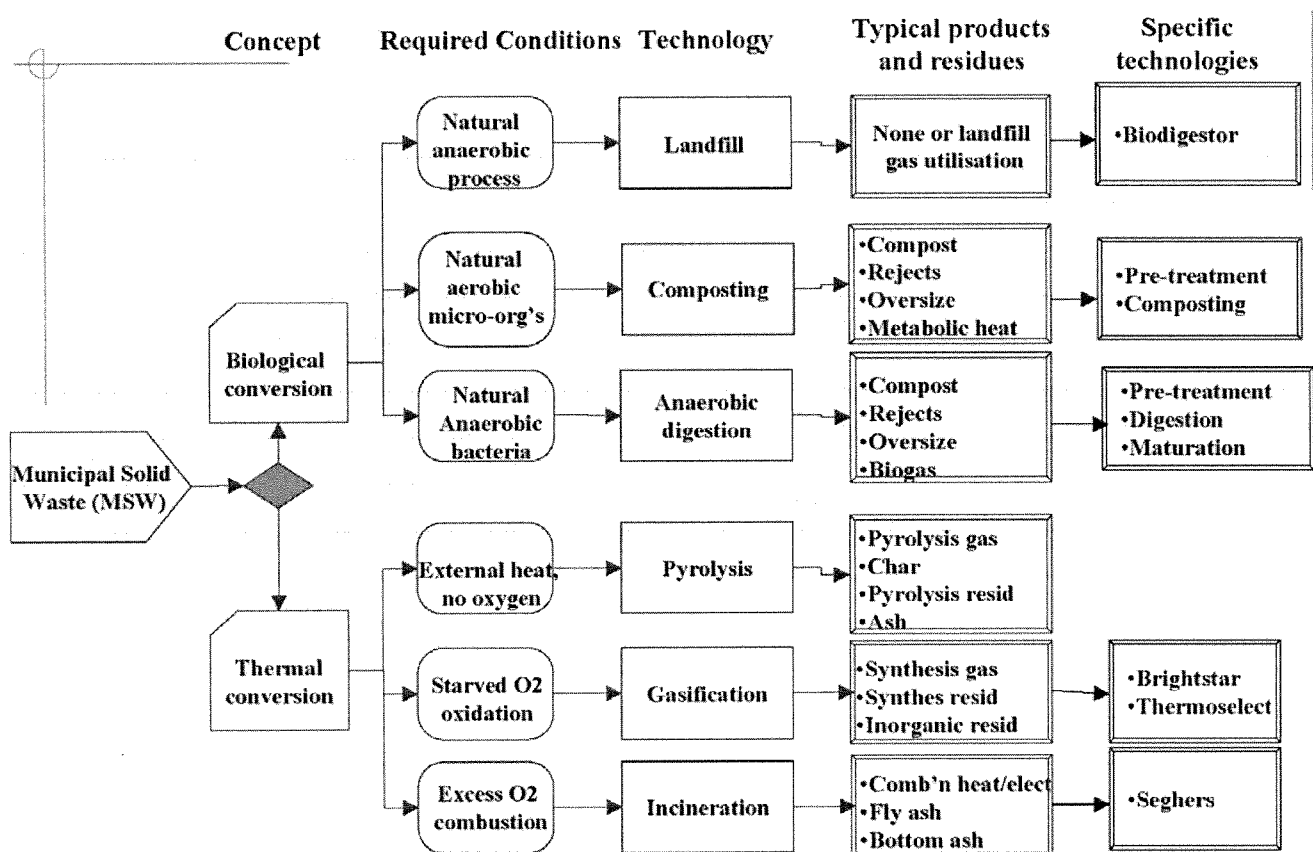 Concept
Required Conditions
Technology
Typical products
and residues
Specific
technologies
Municipal Solid
Waste (MSW)
Biological
conversion
Natural
anaerobic
process
Landfill
None or landfill
gas utilisation
•Biodigestor
Natural
aerobic
micro-org's
Composting
•Compost
•Rejects
•Oversize
•Metabolic heat
•Pre-treatment
•Composting
Natural
Anaerobic
bacteria
Anaerobic
digestion
•Compost
•Rejects
•Oversize
•Biogas
•Pre-treatment
•Digestion
•Maturation
Thermal
conversion
External heat,
no oxygen
Pyrolysis
•Pyrolysis gas
•Char
•Pyrolysis resid
•Ash
Starved O2
oxidation
Gasification
•Synthesis gas
•Synthes resid
•Inorganic resid
•Brightstar
•Thermoselect
Excess O2
combustion
Incineration
•Comb'n heat/elect
•Fly ash
•Bottom ash
•Seghers